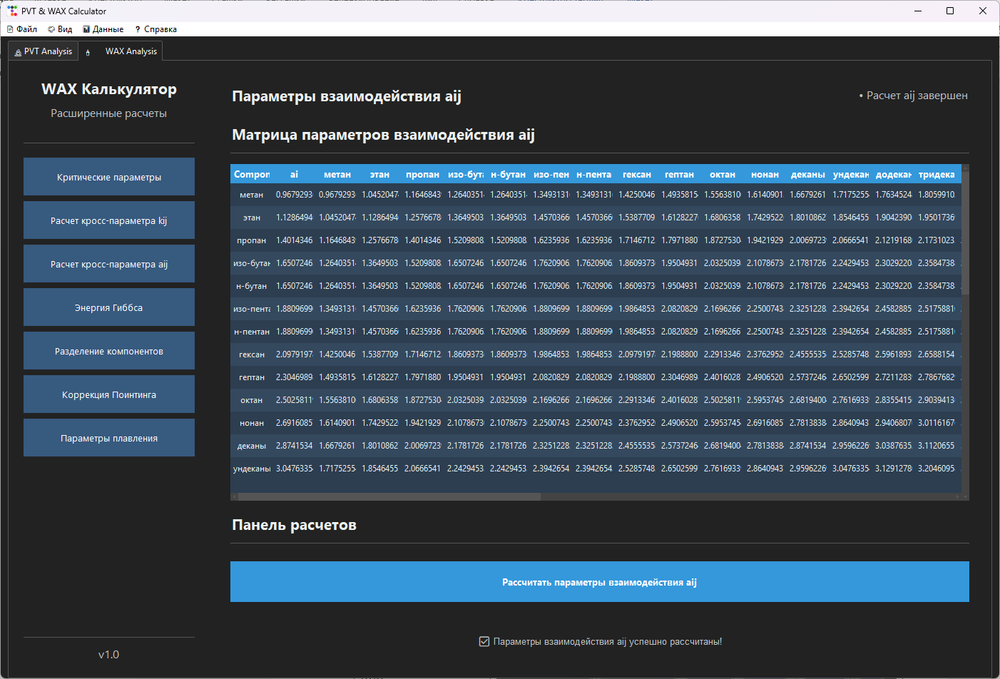 PVT & WAX Calculator
Файл Вид Данные ? Справка
PVT Analysis WAX Analysis
WAX Калькулятор
Расширенные расчеты
Критические параметры
Расчет кросс-параметра kij
Расчет кросс-параметра aij
Энергия Гиббса
Разделение компонентов
Коррекция Поинтинга
Параметры плавления
v1.0
Параметры взаимодействия aij
• Расчет aij завершен
Матрица параметров взаимодействия aij
Compon ai метан этан пропан изо-бута н-бутан изо-пен н-пента гексан гептан октан нонан деканы ундекан додекан тридека
метан 0.9679293 0.9679293 1.0452047 1.1646843 1.2640351 1.2640351 1.3493131 1.3493131 1.4250046 1.4935815 1.5563810 1.6140901 1.6679261 1.7175255 1.7634524 1.8059910
этан 1.1286494 1.0452047 1.1286494 1.2576678 1.3649503 1.3649503 1.4570366 1.4570366 1.5387709 1.6128227 1.6806358 1.7429522 1.8010862 1.8546455 1.9042390 1.9501736
пропан 1.4014346 1.1646843 1.2576678 1.4014346 1.5209808 1.5209808 1.6235936 1.6235936 1.7146712 1.7971880 1.8727530 1.9421929 2.0069723 2.0666541 2.1219168 2.1731023
изо-бутан 1.6507246 1.2640351 1.3649503 1.5209808 1.6507246 1.6507246 1.7620906 1.7620906 1.8609373 1.9504931 2.0325039 2.1078673 2.1781726 2.2429453 2.3029220 2.3584738
н-бутан 1.6507246 1.2640351 1.3649503 1.5209808 1.6507246 1.6507246 1.7620906 1.7620906 1.8609373 1.9504931 2.0325039 2.1078673 2.1781726 2.2429453 2.3029220 2.3584738
изо-пента 1.8809699 1.3493131 1.4570366 1.6235936 1.7620906 1.7620906 1.8809699 1.8809699 1.9864853 2.0820829 2.1696266 2.2500743 2.3251228 2.3942654 2.4582885 2.5175881
н-пентан 1.8809699 1.3493131 1.4570366 1.6235936 1.7620906 1.7620906 1.8809699 1.8809699 1.9864853 2.0820829 2.1696266 2.2500743 2.3251228 2.3942654 2.4582885 2.5175881
гексан 2.0979197 1.4250046 1.5387709 1.7146712 1.8609373 1.8609373 1.9864853 1.9864853 2.0979197 2.1988800 2.2913346 2.3762952 2.4555535 2.5285748 2.5961893 2.6588154
гептан 2.3046989 1.4935815 1.6128227 1.7971880 1.9504931 1.9504931 2.0820829 2.0820829 2.1988800 2.3046989 2.4016028 2.4906520 2.5737246 2.6502599 2.7211283 2.7867682
октан 2.5025811 1.5563810 1.6806358 1.8727530 2.0325039 2.0325039 2.1696266 2.1696266 2.2913346 2.4016028 2.5025811 2.5953745 2.6819400 2.7616933 2.8355415 2.9039413
нонан 2.6916085 1.6140901 1.7429522 1.9421929 2.1078673 2.1078673 2.2500743 2.2500743 2.3762952 2.4906520 2.5953745 2.6916085 2.7813838 2.8640943 2.9406807 3.0116167
деканы 2.8741534 1.6679261 1.8010862 2.0069723 2.1781726 2.1781726 2.3251228 2.3251228 2.4555535 2.5737246 2.6819400 2.7813838 2.8741534 2.9596226 3.0387635 3.1120655
ундеканы 3.0476335 1.7175255 1.8546455 2.0666541 2.2429453 2.2429453 2.3942654 2.3942654 2.5285748 2.6502599 2.7616933 2.8640943 2.9596226 3.0476335 3.1291278 3.2046095
Панель расчетов
Рассчитать параметры взаимодействия aij
Параметры взаимодействия aij успешно рассчитаны!